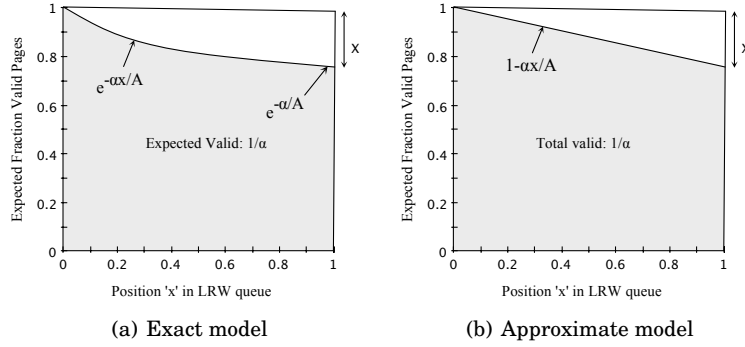 Expected Fraction Valid Pages
1
0.8
0.6
0.4
0.2
0
0
0.2
0.4
0.6
0.8
1
e-αx/A
e-α/A
X
Expected Valid: 1/α
Position 'x' in LRW queue
(a) Exact model
Expected Fraction Valid Pages
1
0.8
0.6
0.4
0.2
0
0
0.2
0.4
0.6
0.8
1
1-αx/A
X
Total valid: 1/α
Position 'x' in LRW queue
(b) Approximate model